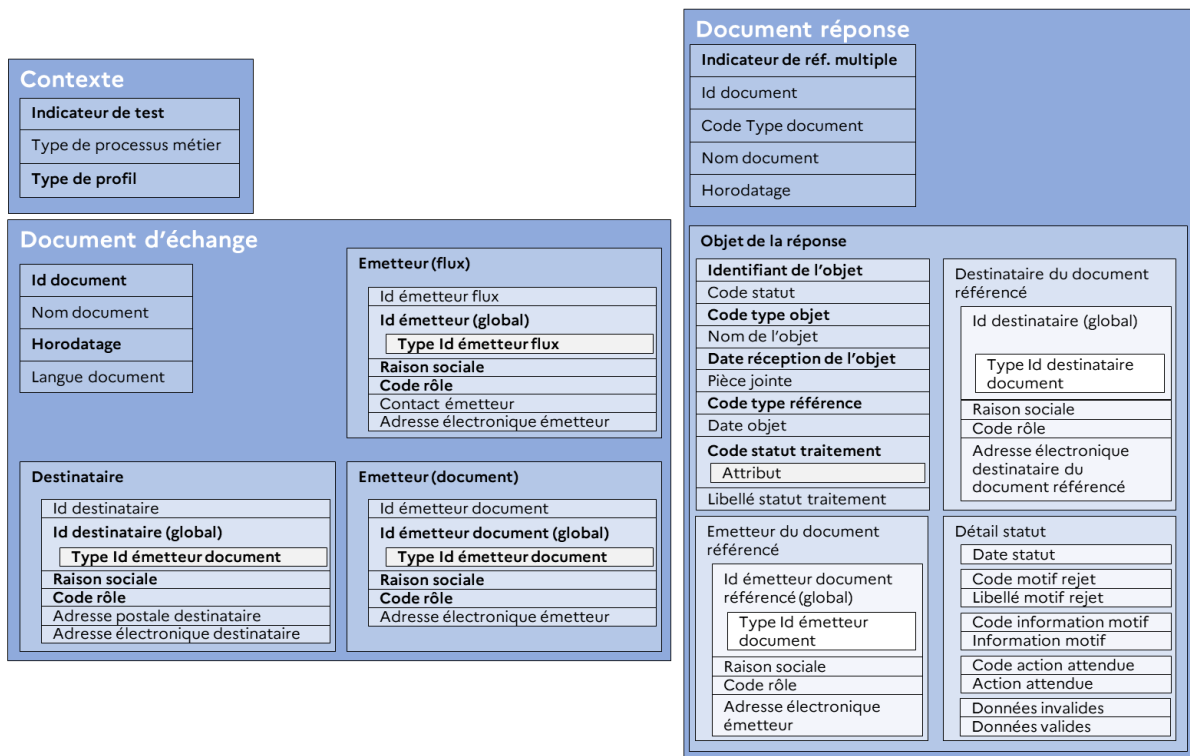 Contexte
Indicateur de test
Type de processus métier
Type de profil
Document d'échange
Id document
Nom document
Horodatage
Langue document
Emetteur (flux)
Id émetteur flux
Id émetteur (global)
Type Id émetteur flux
Raison sociale
Code rôle
Contact émetteur
Adresse électronique émetteur
Destinataire
Id destinataire
Id destinataire (global)
Type Id émetteur document
Raison sociale
Code rôle
Adresse postale destinataire
Adresse électronique destinataire
Emetteur (document)
Id émetteur document
Id émetteur document (global)
Type Id émetteur document
Raison sociale
Code rôle
Adresse électronique émetteur
Document réponse
Indicateur de réf. multiple
Id document
Code Type document
Nom document
Horodatage
Objet de la réponse
Identifiant de l'objet
Code statut
Code type objet
Nom de l'objet
Date réception de l'objet
Pièce jointe
Code type référence
Date objet
Code statut traitement
Attribut
Libellé statut traitement
Destinataire du document
référencé
Id destinataire (global)
Type Id destinataire
document
Raison sociale
Code rôle
Adresse électronique
destinataire du
document référencé
Emetteur du document
référencé
Id émetteur document
référencé (global)
Type Id émetteur
document
Raison sociale
Code rôle
Adresse électronique
émetteur
Détail statut
Date statut
Code motif rejet
Libellé motif rejet
Code information motif
Information motif
Code action attendue
Action attendue
Données invalides
Données valides